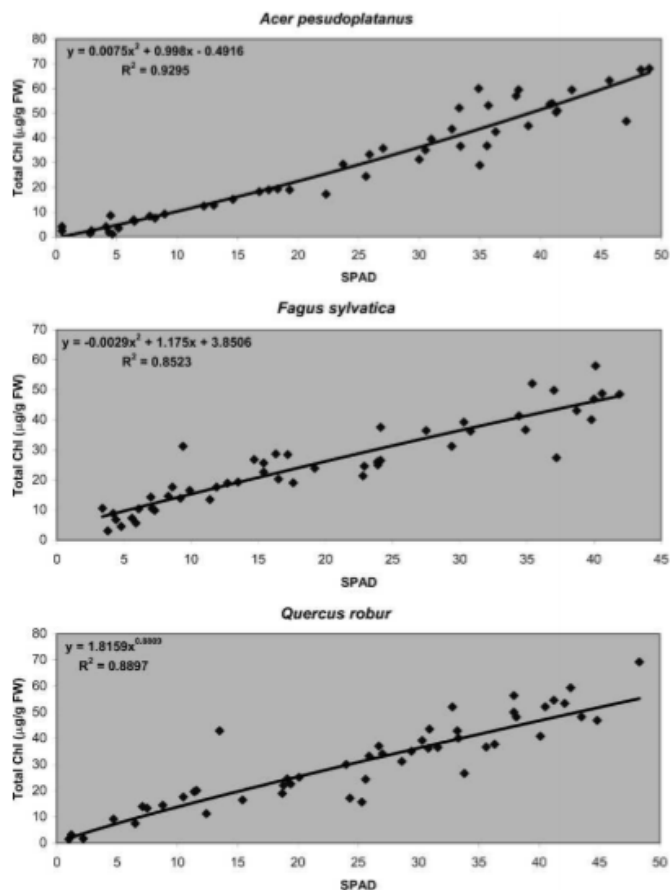 Acer pesudoplatanus
y = 0.0075x² + 0.998x - 0.4916
R² = 0.9295
Total Chl (µg/g FW)
80
70
60
50
40
30
20
10
0
0 5 10 15 20 25 30 35 40 45 50
SPAD
Fagus sylvatica
y = -0.0029x² + 1.175x + 3.8506
R² = 0.8523
Total Chl (µg/g FW)
70
60
50
40
30
20
10
0
0 5 10 15 20 25 30 35 40 45
SPAD
Quercus robur
y = 1.8159x
R² = 0.8897
Total Chl (µg/g FW)
80
70
60
50
40
30
20
10
0
0 5 10 15 20 25 30 35 40 45 50
SPAD